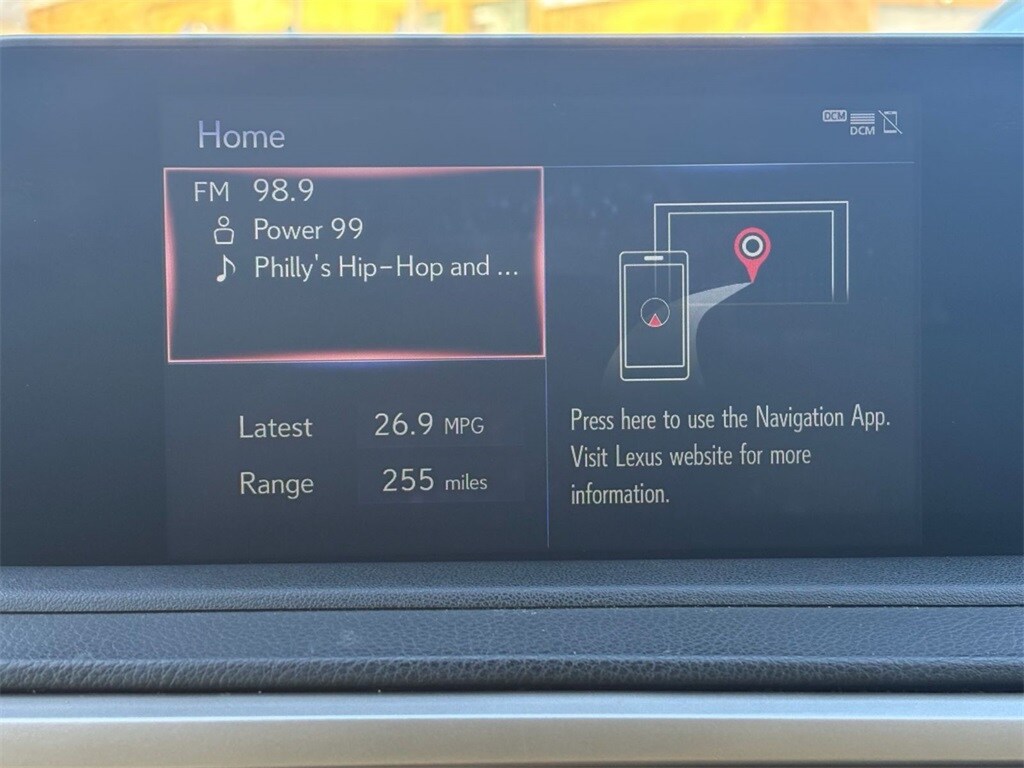 Home
DCM
DCM
FM 98.9
Power 99
Philly's Hip-Hop and ...
Latest 26.9 MPG
Range 255 miles
Press here to use the Navigation App.
Visit Lexus website for more
information.